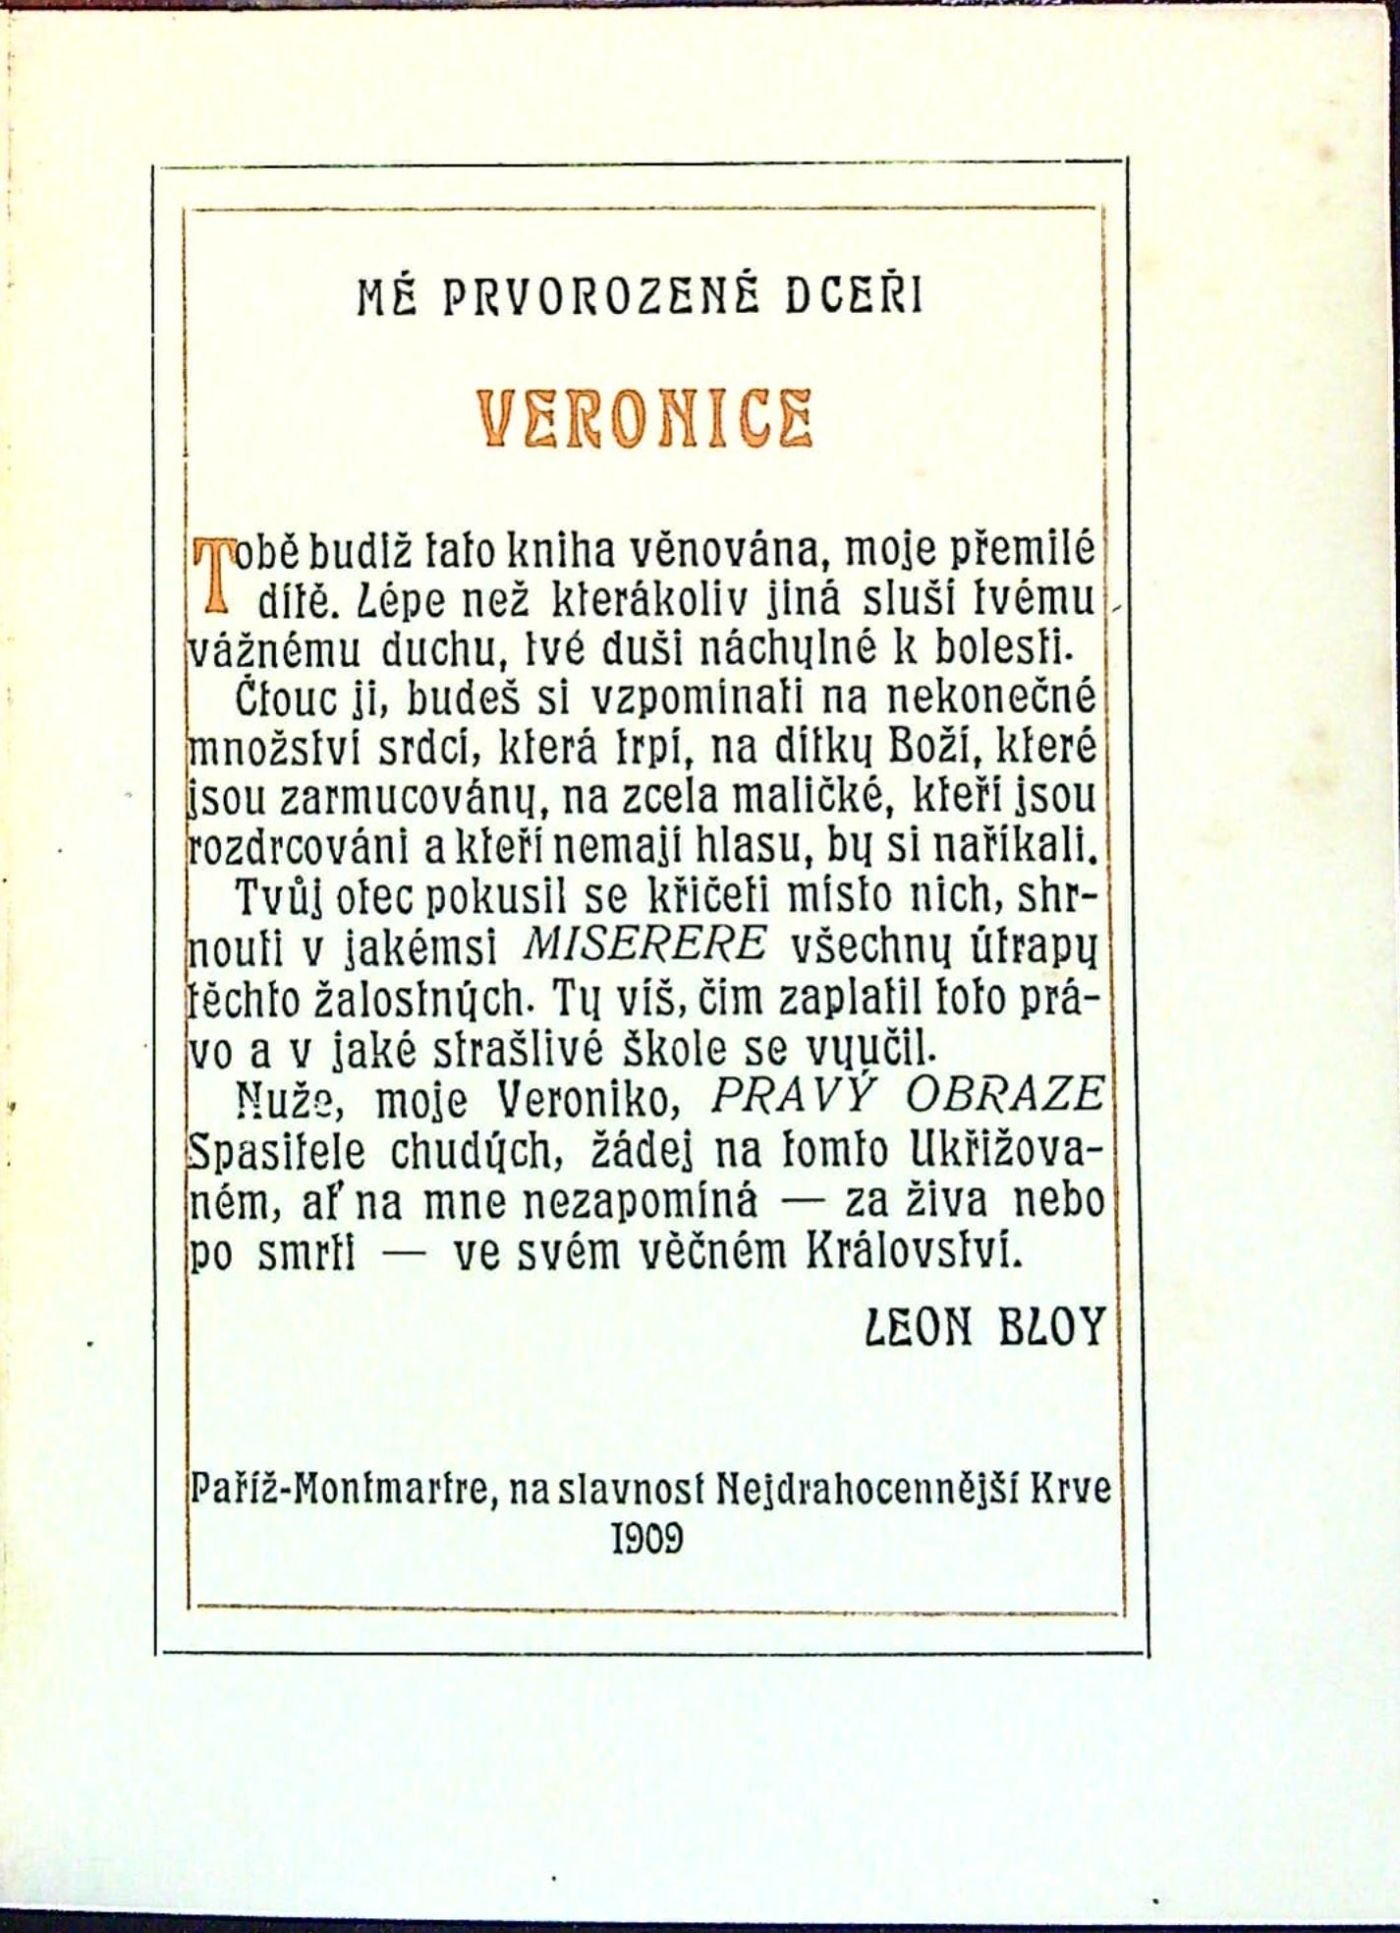 MÉ PRVOROZENÉ DCEŘI
VERONICE
Tobě budiž tato kniha věnována, moje přemilé
dítě. Lépe než kterákoliv jiná sluší tvému
vážnému duchu, tvé duši náchylné k bolesti.
Čtouc ji, budeš si vzpomínati na nekonečné
množství srdcí, která trpí, na dítky Boží, které
jsou zarmucovány, na zcela maličké, kteří jsou
rozdrcováni a kteří nemají hlasu, by si naříkali.
Tvůj otec pokusil se křičeti místo nich, shr-
nouti v jakémsi MISERERE všechny útrapy
těchto žalostných. Ty víš, čím zaplatil toto prá-
vo a v jaké strašlivé škole se vyučil.
Nuže, moje Veroniko, PRAVÝ OBRAZE
Spasitele chudých, žádej na tomto Ukřižova-
ném, ať na mne nezapomíná — za živa nebo
po smrti — ve svém věčném Království.
LEON BLOY
Paříž-Montmartre, na slavnost Nejdrahocennější Krve
1909